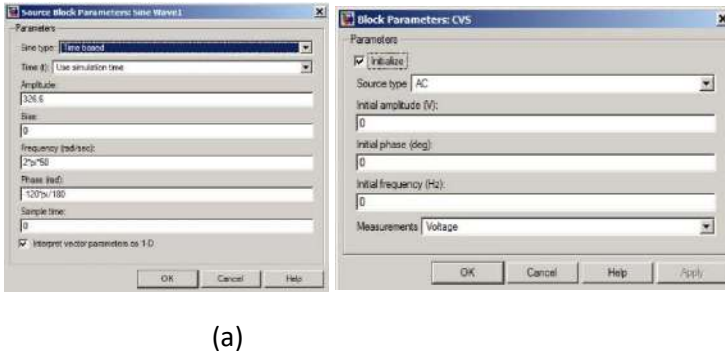 Source Block Parameters: Sine Wave1
Parameters
Sine type: Time based
Time (t): Use simulation time
Amplitude:
326.6
Bias:
0
Frequency (rad/sec):
2*pi*50
Phase (rad):
-120*pi/180
Sample time:
0
Interpret vector parameters as 1-D
OK Cancel Help
Block Parameters: CVS
Parameters
Initialize
Source type AC
Initial amplitude (V):
0
Initial phase (deg):
0
Initial frequency (Hz):
0
Measurements Voltage
OK Cancel Help Apply
(a)